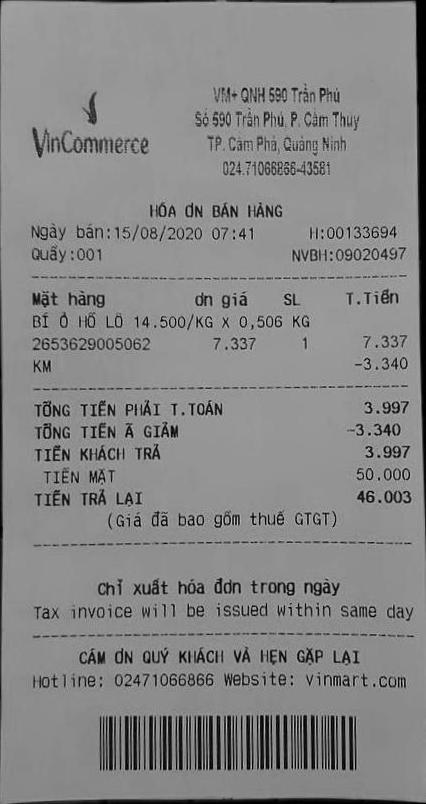 VinCommerce
VM+ QNH 590 Trần Phú
Số 590 Trần Phú, P. Cẩm Thuy
TP. Cẩm Phả, Quảng Ninh
024.71066866-43581
HÓA ƠN BÁN HÀNG
Ngày bán:15/08/2020 07:41 H:00133694
Quầy:001 NVBH:09020497
Mặt hàng ơn giá SL T.Tiền
BÍ Ô HỒ LÔ 14.500/KG X 0,506 KG
2653629005062 7.337 1 7.337
KM -3.340
TỔNG TIỀN PHẢI T.TOÁN 3.997
TỔNG TIỀN Ã GIẢM -3.340
TIỀN KHÁCH TRẢ 3.997
TIỀN MẶT 50.000
TIỀN TRẢ LẠI 46.003
(Giá đã bao gồm thuế GTGT)
Chỉ xuất hóa đơn trong ngày
Tax invoice will be issued within same day
CÁM ƠN QUÝ KHÁCH VÀ HẸN GẶP LẠI
Hotline: 02471066866 Website: vinmart.com